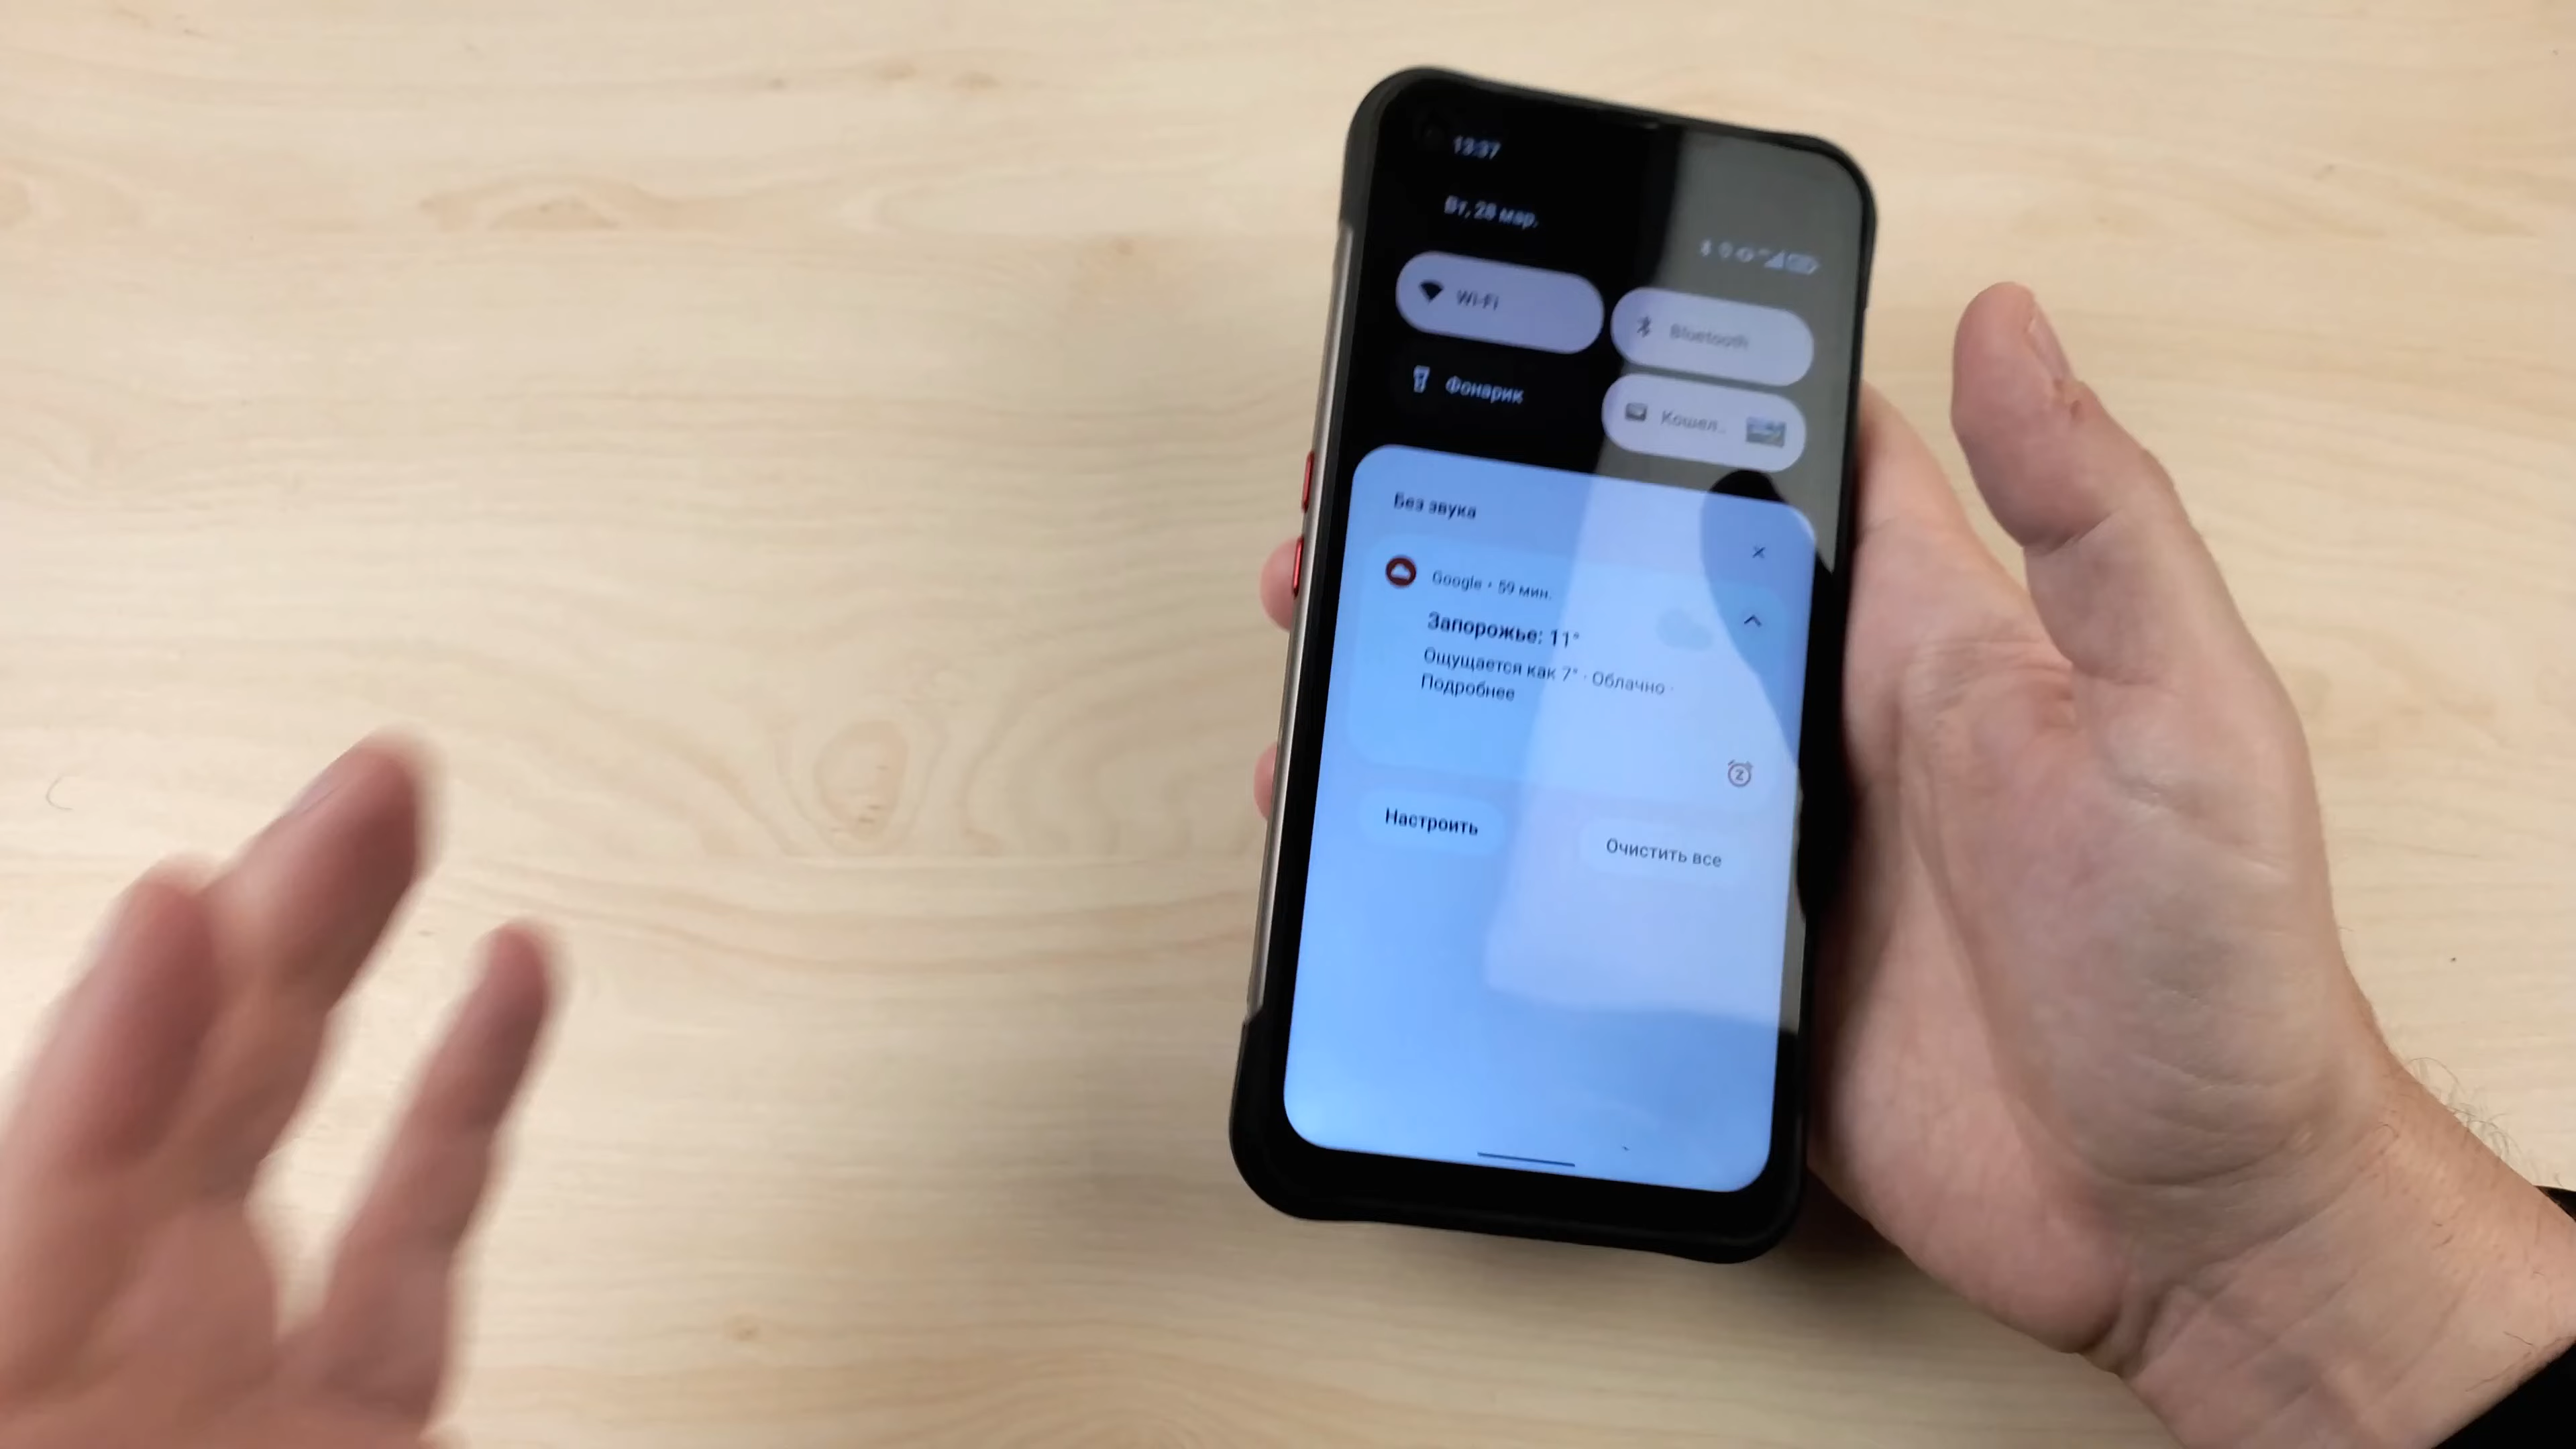 13:37
Вт, 28 мар.
Wi-Fi
Bluetooth
Фонарик
Кошел..
Без звука
Google • 59 мин.
Запорожье: 11°
Ощущается как 7° · Облачно ·
Подробнее
Настроить
Очистить все